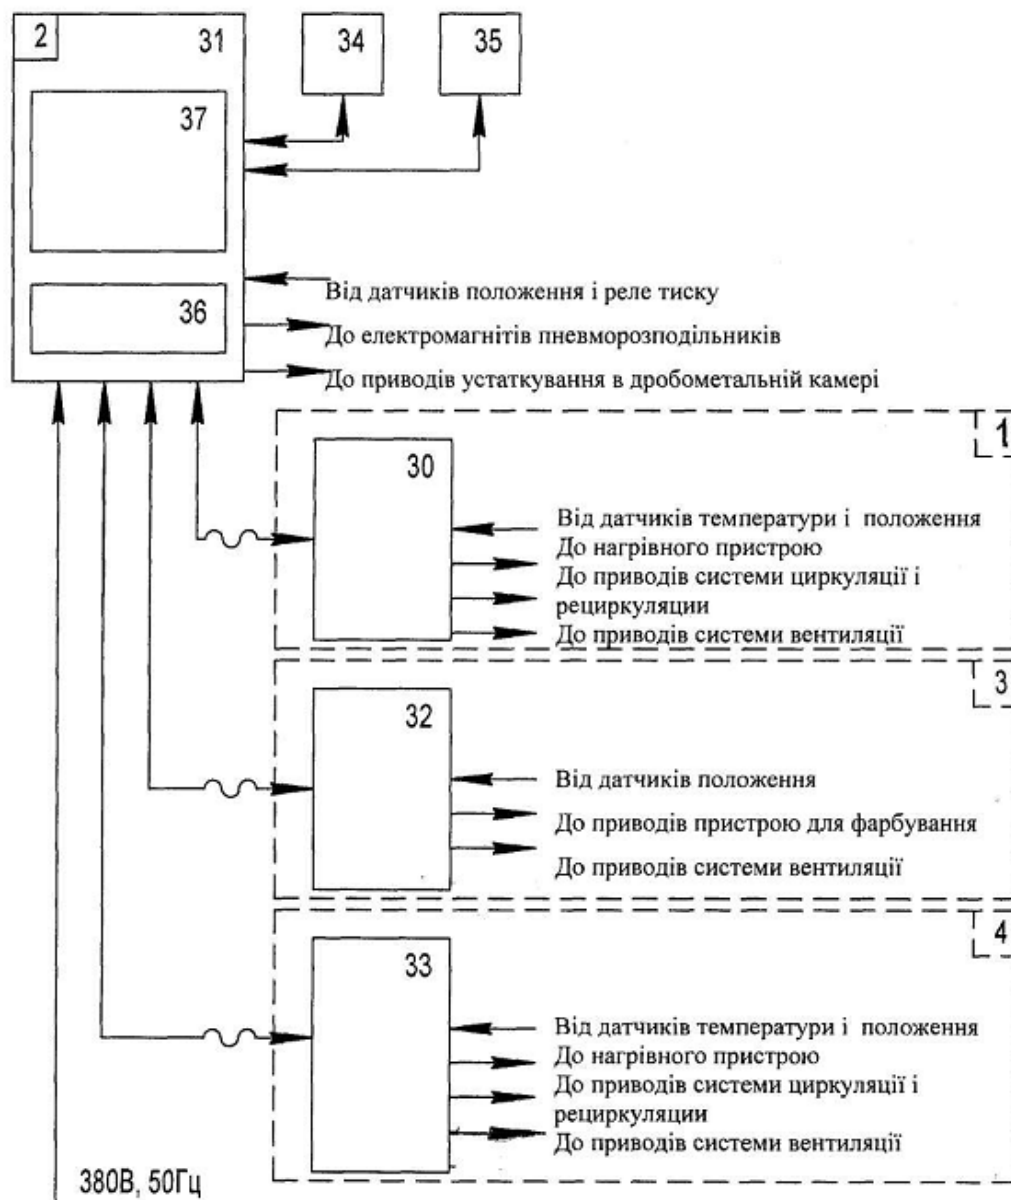 2
31
34
35
37
36
Від датчиків положення і реле тиску
До електромагнітів пневморозподільників
До приводів устаткування в дробометальній камері
1
30
Від датчиків температури і положення
До нагрівного пристрою
До приводів системи циркуляції і
рециркуляции
До приводів системи вентиляції
3
32
Від датчиків положення
До приводів пристрою для фарбування
До приводів системи вентиляції
4
33
Від датчиків температури і положення
До нагрівного пристрою
До приводів системи циркуляції і
рециркуляции
До приводів системи вентиляції
380В, 50Гц